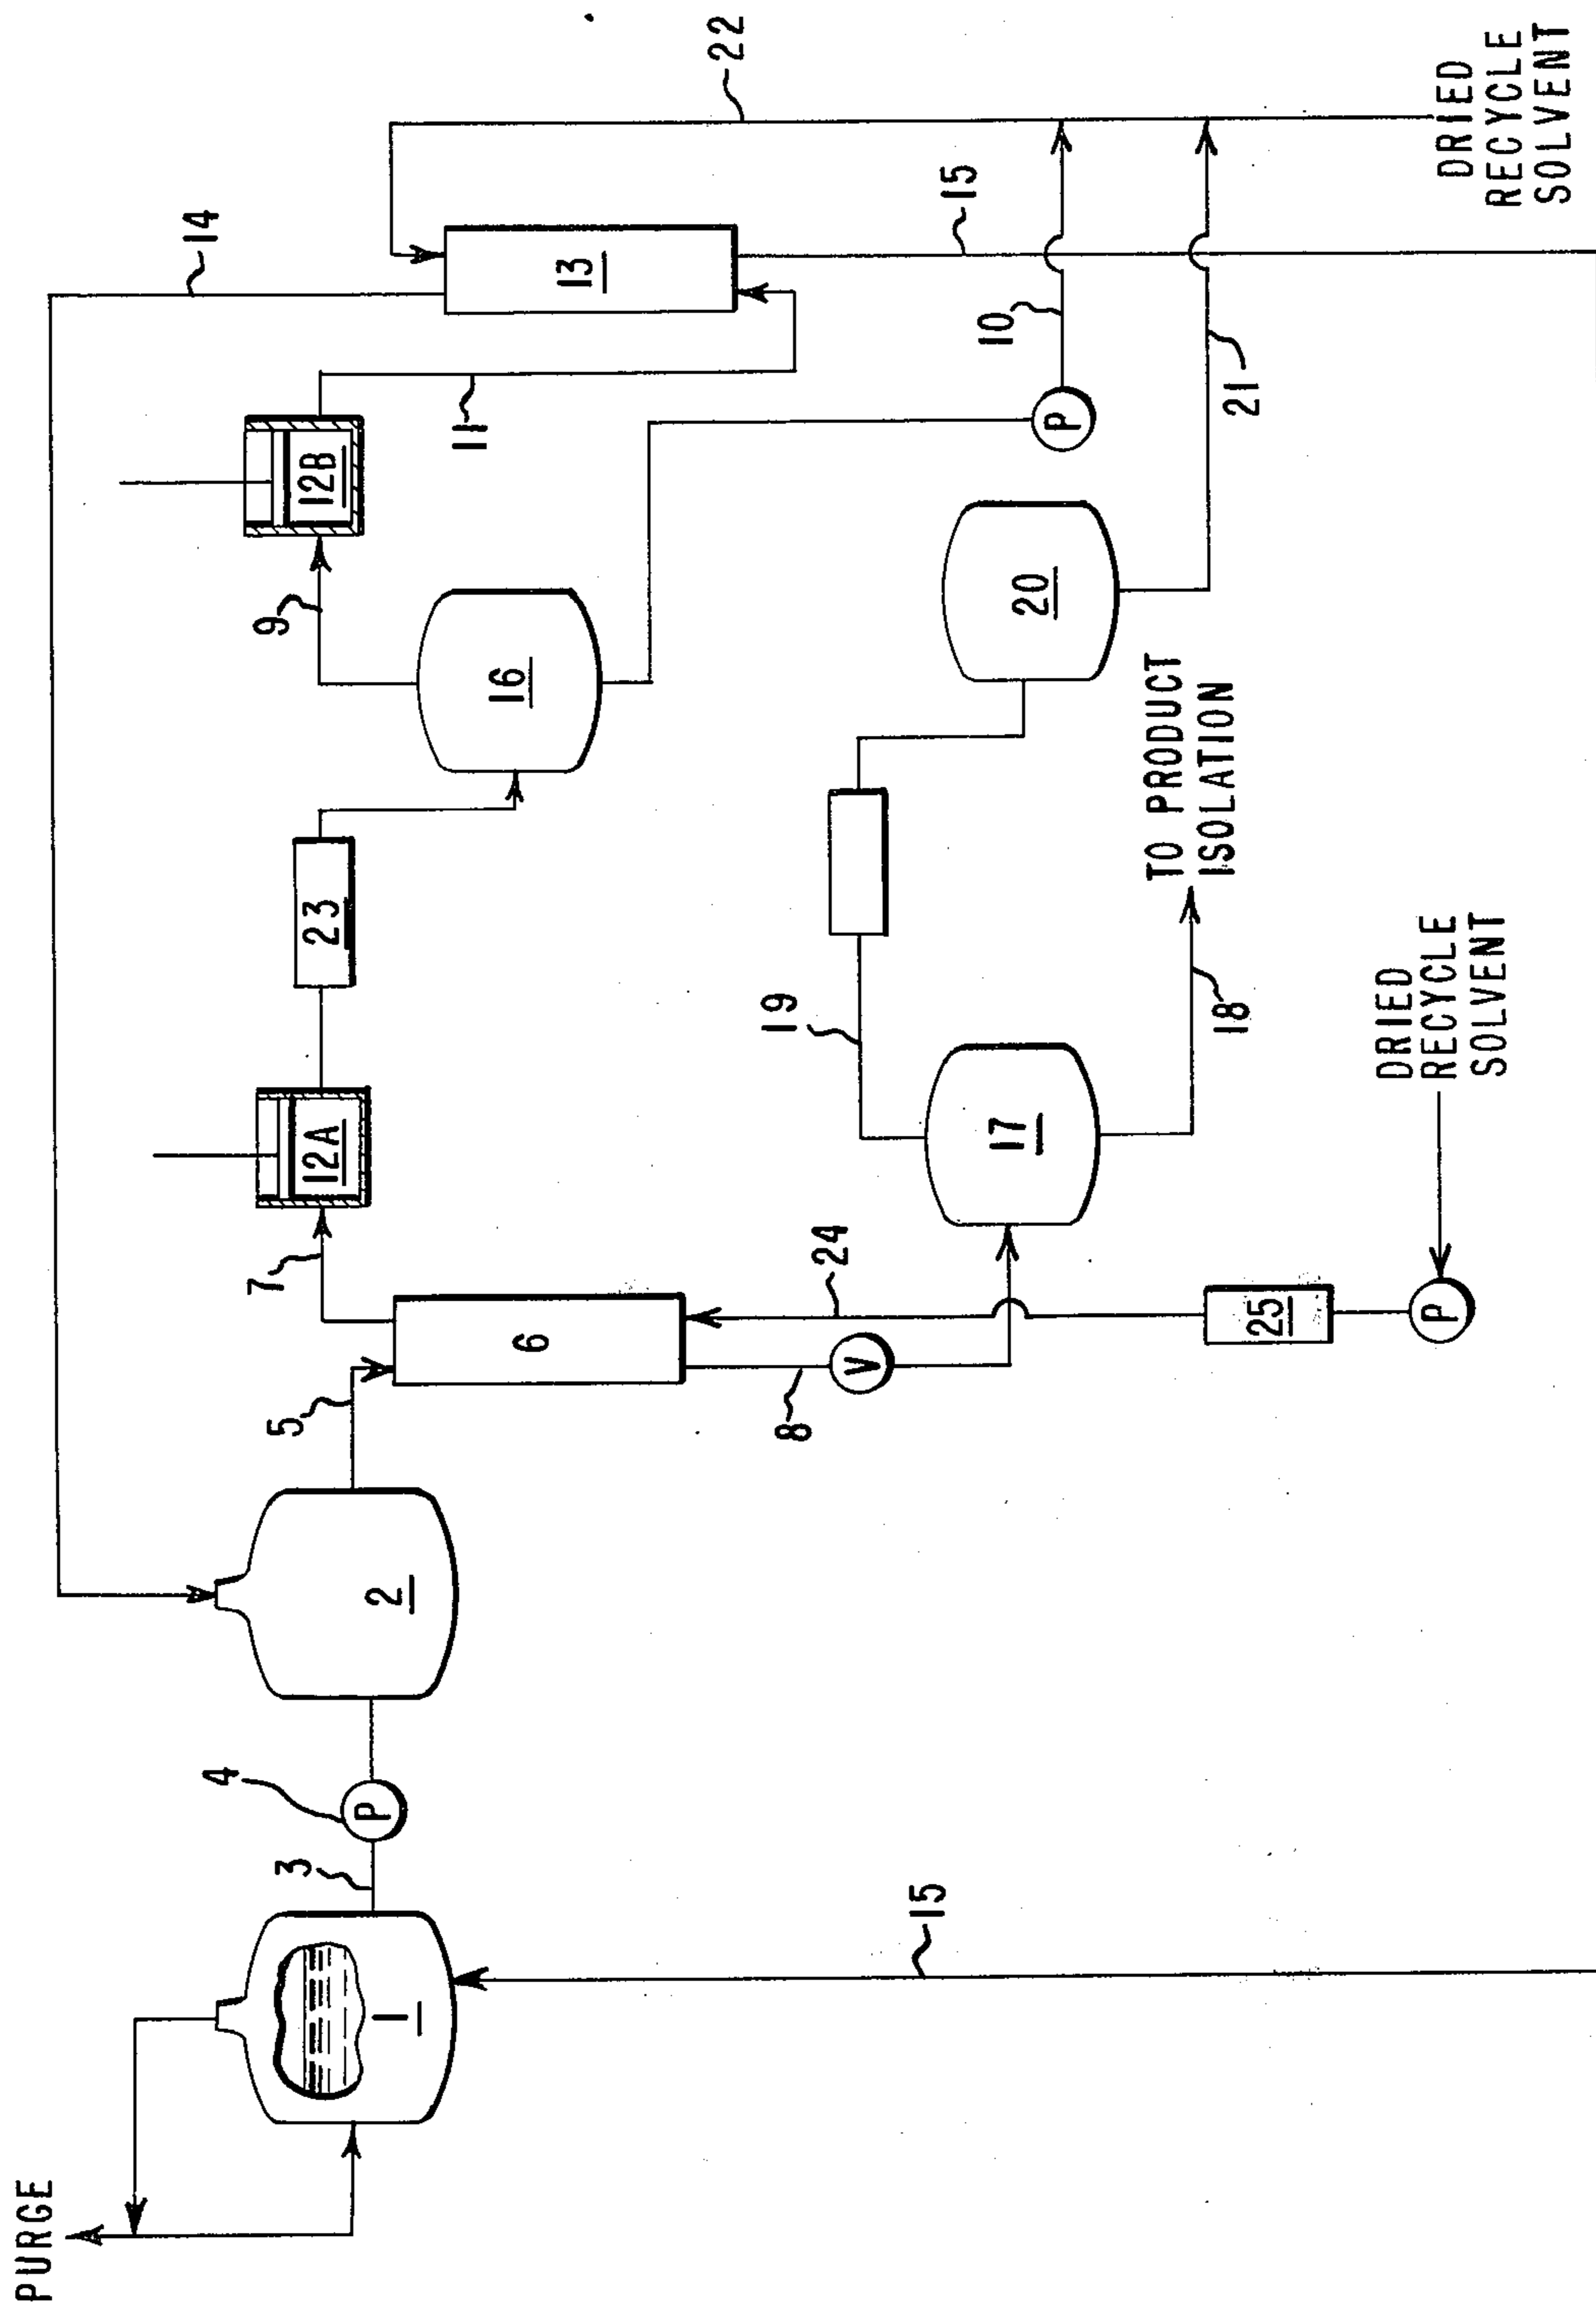 PURGE
14
22
12B
11
13
9
15
10
P
16
23
21
20
12A
7
19
TO PRODUCT
ISOLATION
DRIED
RECYCLE
SOLVENT
17
18
24
5
6
8
V
25
P
DRIED
RECYCLE
SOLVENT
2
4
P
3
1
15